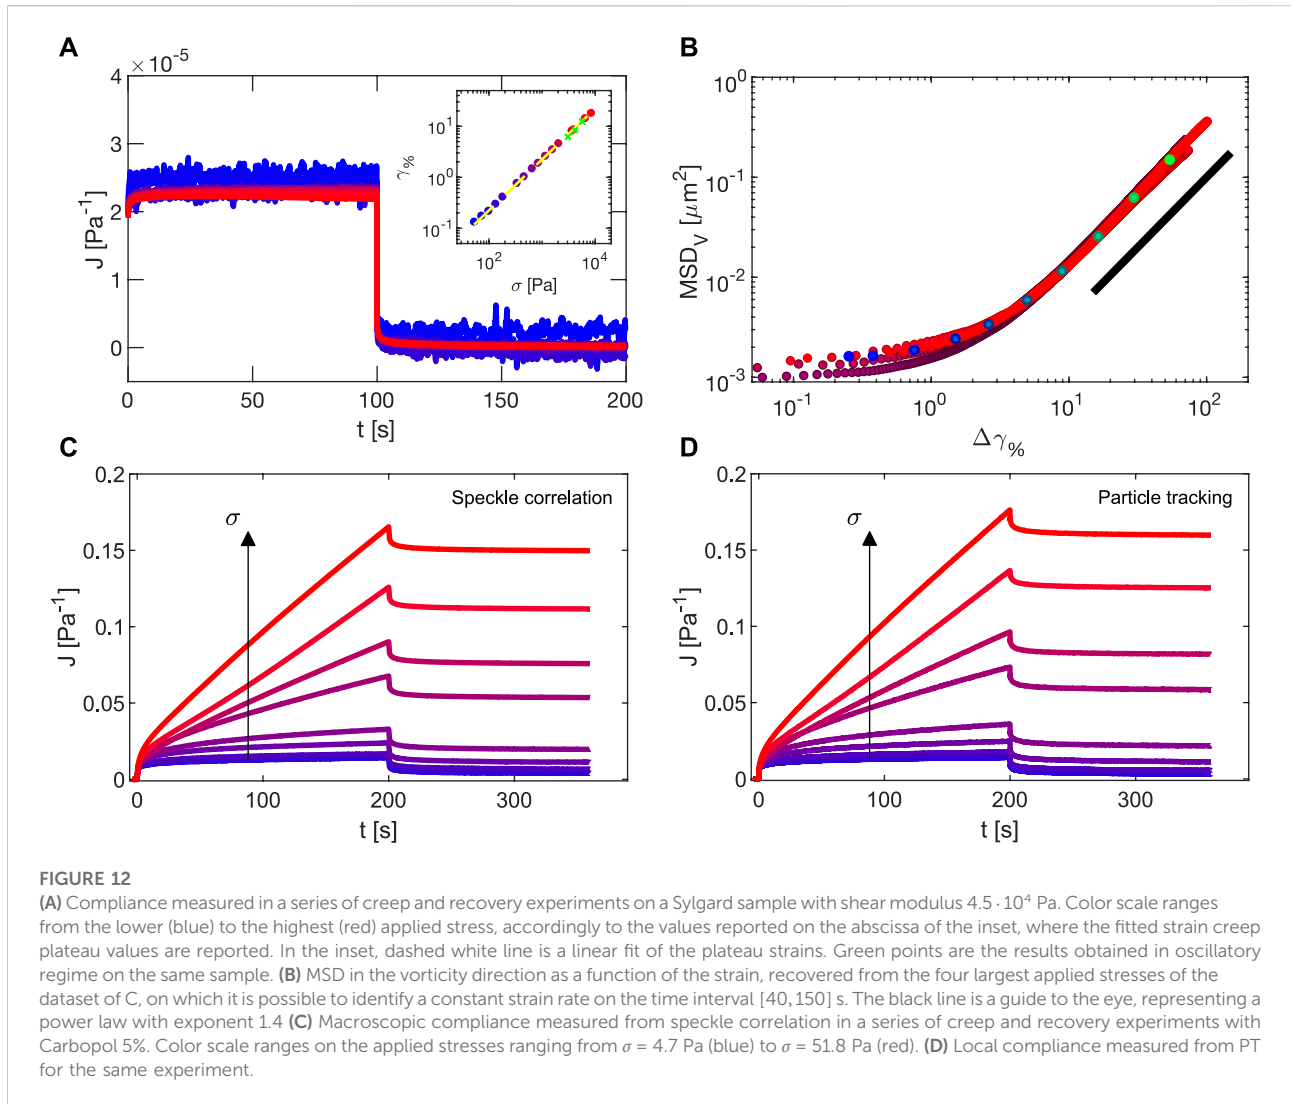 A
×10⁻⁵
4
3
2
1
0
J [Pa⁻¹]
0
50
100
150
200
t [s]
10¹
10⁰
10⁻¹
γ%
10²
10⁴
σ [Pa]
B
10⁰
10⁻¹
10⁻²
10⁻³
MSD_V [μm²]
10⁻¹
10⁰
10¹
10²
Δγ%
C
0.2
0.15
0.1
0.05
0
J [Pa⁻¹]
Speckle correlation
σ
0
100
200
300
t [s]
D
0.2
0.15
0.1
0.05
0
J [Pa⁻¹]
Particle tracking
σ
0
100
200
300
t [s]
FIGURE 12
(A) Compliance measured in a series of creep and recovery experiments on a Sylgard sample with shear modulus 4.5·10⁴ Pa. Color scale ranges
from the lower (blue) to the highest (red) applied stress, accordingly to the values reported on the abscissa of the inset, where the fitted strain creep
plateau values are reported. In the inset, dashed white line is a linear fit of the plateau strains. Green points are the results obtained in oscillatory
regime on the same sample. (B) MSD in the vorticity direction as a function of the strain, recovered from the four largest applied stresses of the
dataset of C, on which it is possible to identify a constant strain rate on the time interval [40,150] s. The black line is a guide to the eye, representing a
power law with exponent 1.4 (C) Macroscopic compliance measured from speckle correlation in a series of creep and recovery experiments with
Carbopol 5%. Color scale ranges on the applied stresses ranging from σ = 4.7 Pa (blue) to σ = 51.8 Pa (red). (D) Local compliance measured from PT
for the same experiment.